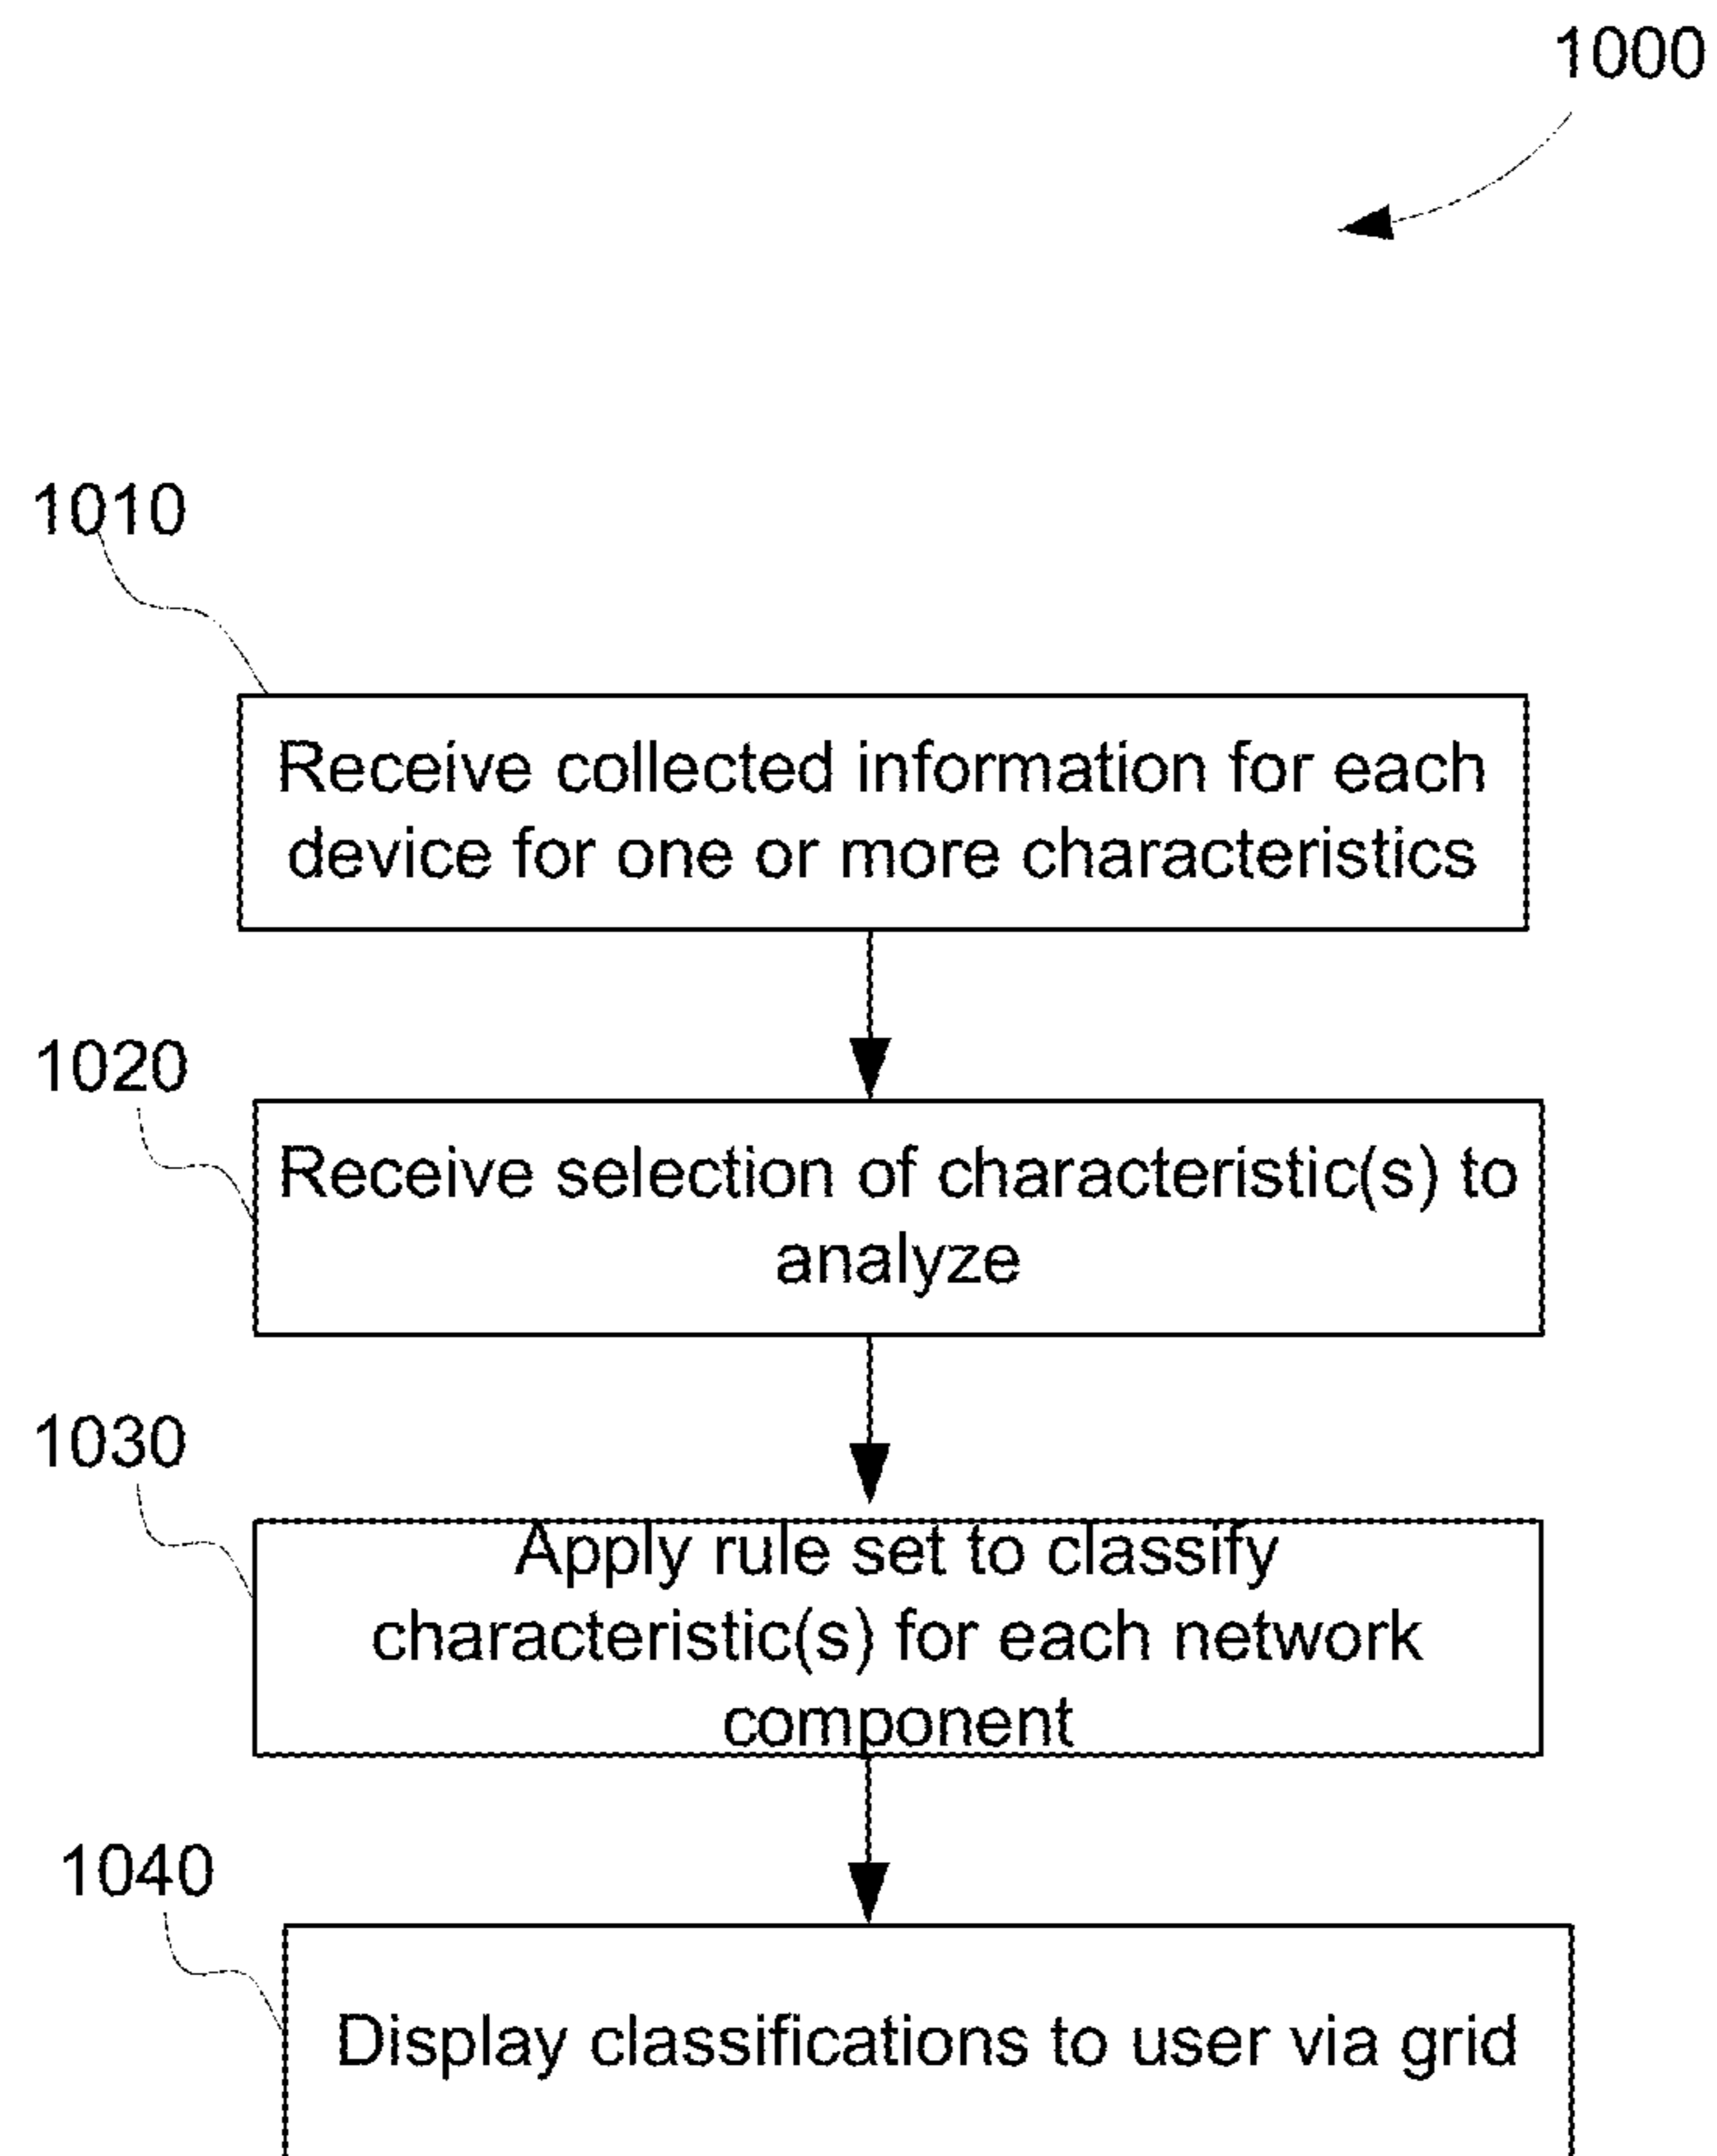 1000
1010
Receive collected information for each
device for one or more characteristics
1020
Receive selection of characteristic(s) to
analyze
1030
Apply rule set to classify
characteristic(s) for each network
component
1040
Display classifications to user via grid